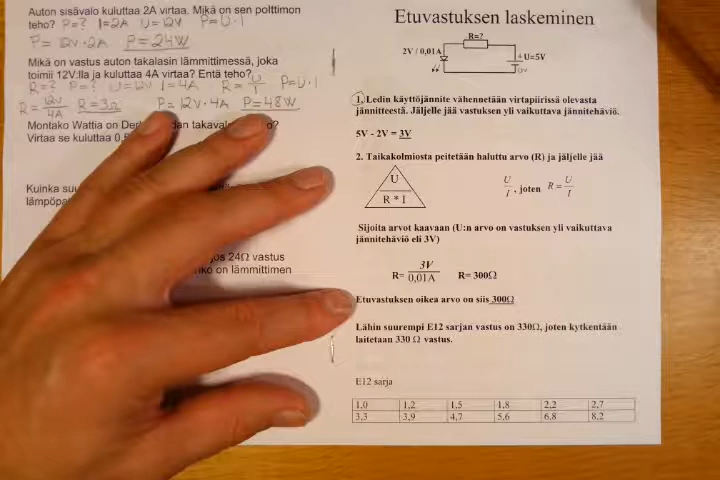 Auton sisävalo kuluttaa 2A virtaa. Mikä on sen polttimon
teho? P=? I=2A U=12V P=U·I
P= 12V·2A P=24W
Mikä on vastus auton takalasin lämmittimessä, joka
toimii 12V:lla ja kuluttaa 4A virtaa? Entä teho?
R=? P=? U=12V I=4A R=U/I P=U·I
R=12V/4A R=3Ω P=12V·4A P=48W
Montako Wattia on
Virtaa se kuluttaa
Kuinka
24Ω vastus
on lämmittimen
Etuvastuksen laskeminen
R=?
2V / 0,01A
U=5V
1. Ledin käyttöjännite vähennetään virtapiirissä olevasta
jännitteestä. Jäljelle jää vastuksen yli vaikuttava jännitehäviö.
5V - 2V = 3V
2. Taikakolmiosta peitetään haluttu arvo (R) ja jäljelle jää
U
R * I
U/I, joten R=U/I
Sijoita arvot kaavaan (U:n arvo on vastuksen yli vaikuttava
jännitehäviö eli 3V)
R= 3V/0,01A R= 300Ω
Etuvastuksen oikea arvo on siis 300Ω
Lähin suurempi E12 sarjan vastus on 330Ω, joten kytkentään
laitetaan 330 Ω vastus.
E12 sarja
1,0 1,2 1,5 1,8 2,2 2,7
3,3 3,9 4,7 5,6 6,8 8,2